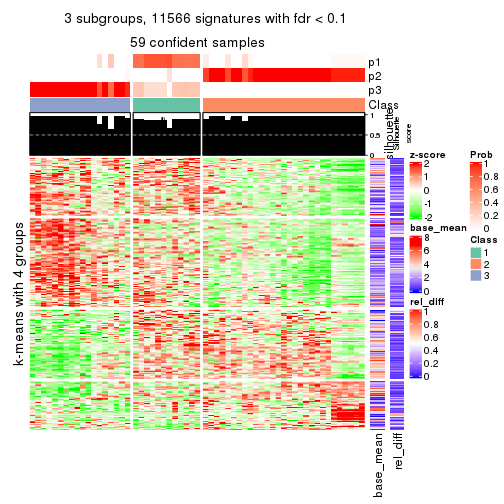 3 subgroups, 11566 signatures with fdr < 0.1
59 confident samples
p1
p2
p3
Class
1
0.5
0
silhouette
Silhouette
score
k-means with 4 groups
z-score
2
1
0
-1
-2
base_mean
8
6
4
2
0
rel_diff
1
0.8
0.6
0.4
0.2
0
Prob
1
0.8
0.6
0.4
0.2
0
Class
1
2
3
base_mean
rel_diff